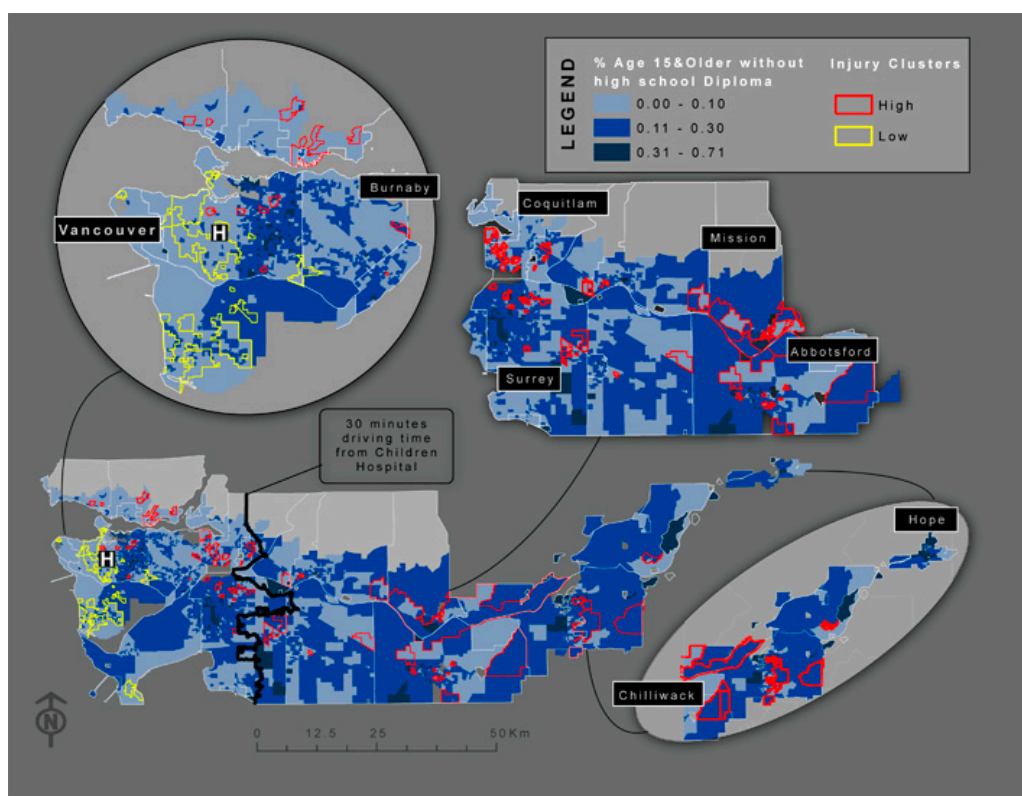 LEGEND
% Age 15&Older without
high school Diploma
0.00 - 0.10
0.11 - 0.30
0.31 - 0.71
Injury Clusters
High
Low
Burnaby
Vancouver
H
Coquitlam
Mission
Abbotsford
Surrey
30 minutes
driving time
from Children
Hospital
H
Hope
Chilliwack
N
0 12.5 25 50Km